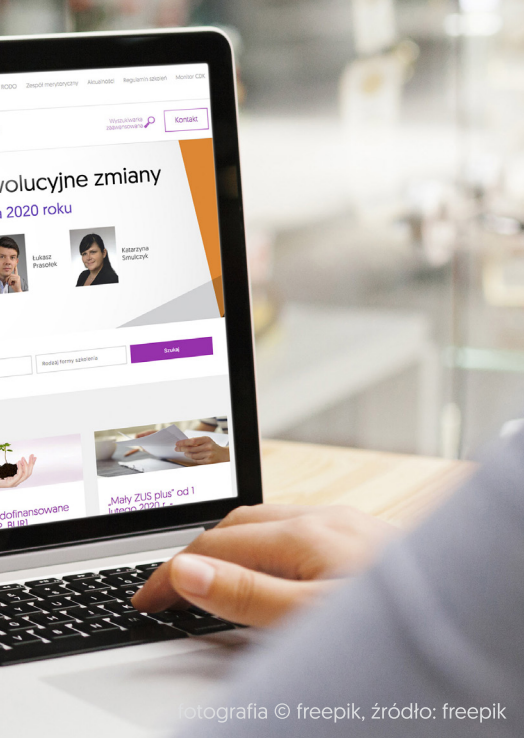 RODO Zespół merytoryczny Aktualności Regulamin szkoleń Monitor CDK
Wyszukiwanie
zaawansowane
Kontakt
wolucyjne zmiany
2020 roku
Łukasz
Prasołek
Katarzyna
Smulczyk
Rodzaj formy szkolenia
Szukaj
dofinansowane
BUR)
„Mały ZUS plus" od 1
lutego 2020 r. -
fotografia © freepik, źródło: freepik